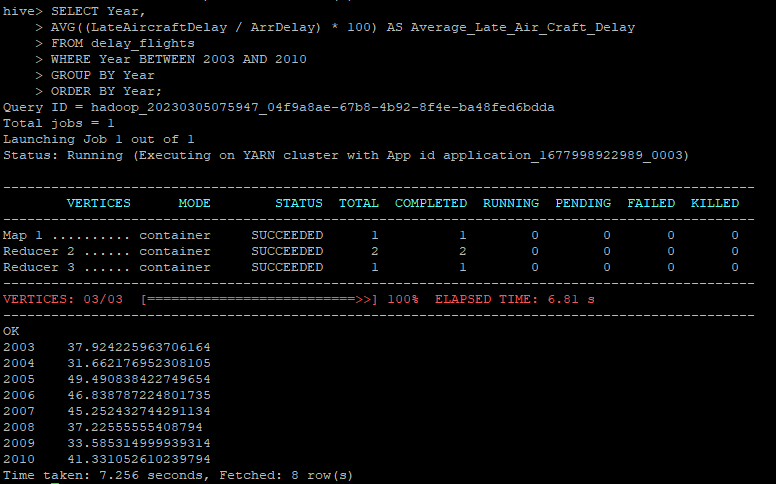 hive> SELECT Year,
    > AVG((LateAircraftDelay / ArrDelay) * 100) AS Average_Late_Air_Craft_Delay
    > FROM delay_flights
    > WHERE Year BETWEEN 2003 AND 2010
    > GROUP BY Year
    > ORDER BY Year;
Query ID = hadoop_20230305075947_04f9a8ae-67b8-4b92-8f4e-ba48fed6bdda
Total jobs = 1
Launching Job 1 out of 1
Status: Running (Executing on YARN cluster with App id application_1677998922989_0003)
----------------------------------------------------------------------------------------------
        VERTICES      MODE        STATUS  TOTAL  COMPLETED  RUNNING  PENDING  FAILED  KILLED
----------------------------------------------------------------------------------------------
Map 1 .......... container     SUCCEEDED      1          1        0        0       0       0
Reducer 2 ...... container     SUCCEEDED      2          2        0        0       0       0
Reducer 3 ...... container     SUCCEEDED      1          1        0        0       0       0
----------------------------------------------------------------------------------------------
VERTICES: 03/03  [==========================>>] 100%  ELAPSED TIME: 6.81 s
----------------------------------------------------------------------------------------------
OK
2003    37.924225963706164
2004    31.662176952308105
2005    49.490838422749654
2006    46.838787224801735
2007    45.252432744291134
2008    37.22555555408794
2009    33.585314999939314
2010    41.331052610239794
Time taken: 7.256 seconds, Fetched: 8 row(s)